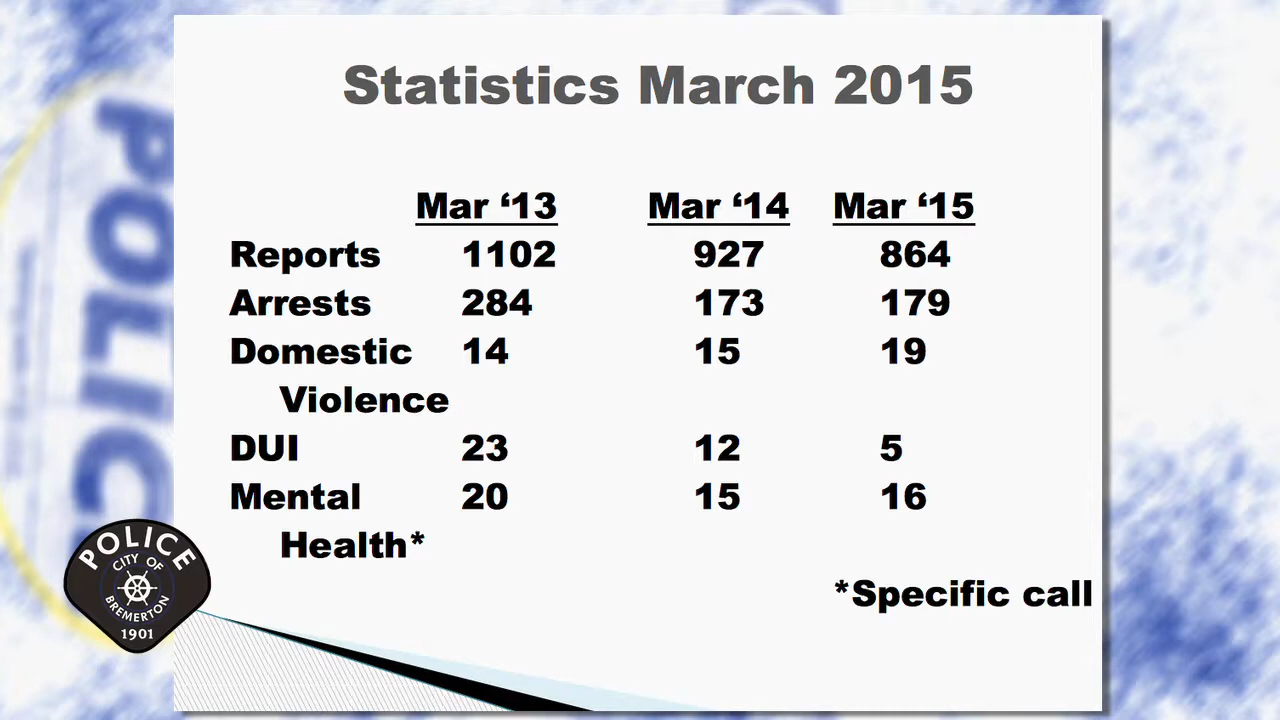 Statistics March 2015
Mar ‘13 Mar ‘14 Mar ‘15
Reports 1102 927 864
Arrests 284 173 179
Domestic 14 15 19
Violence
DUI 23 12 5
Mental 20 15 16
Health*
*Specific call
POLICE
CITY OF
BREMERTON
1901
POLIC